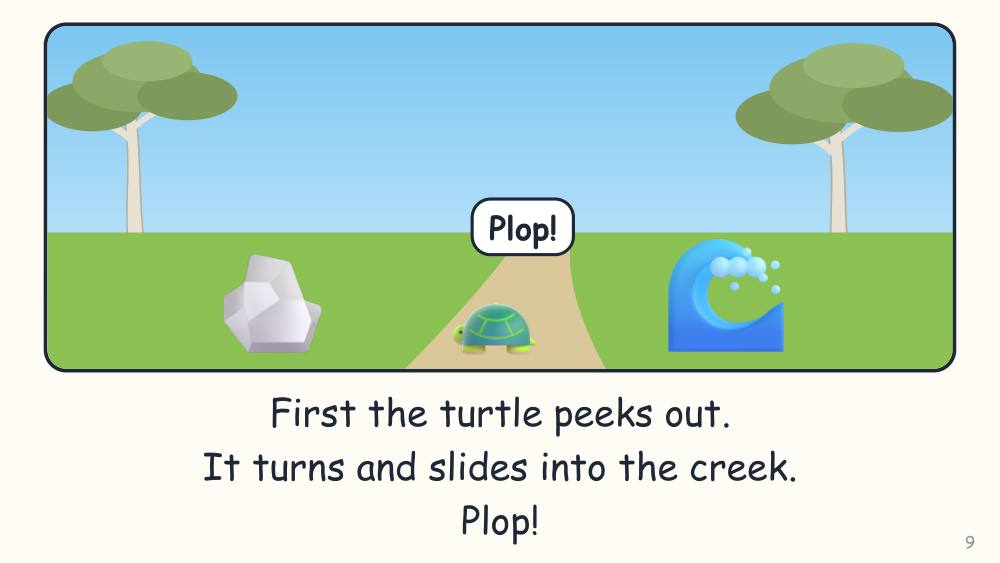 Plop!
First the turtle peeks out.
It turns and slides into the creek.
Plop!
9